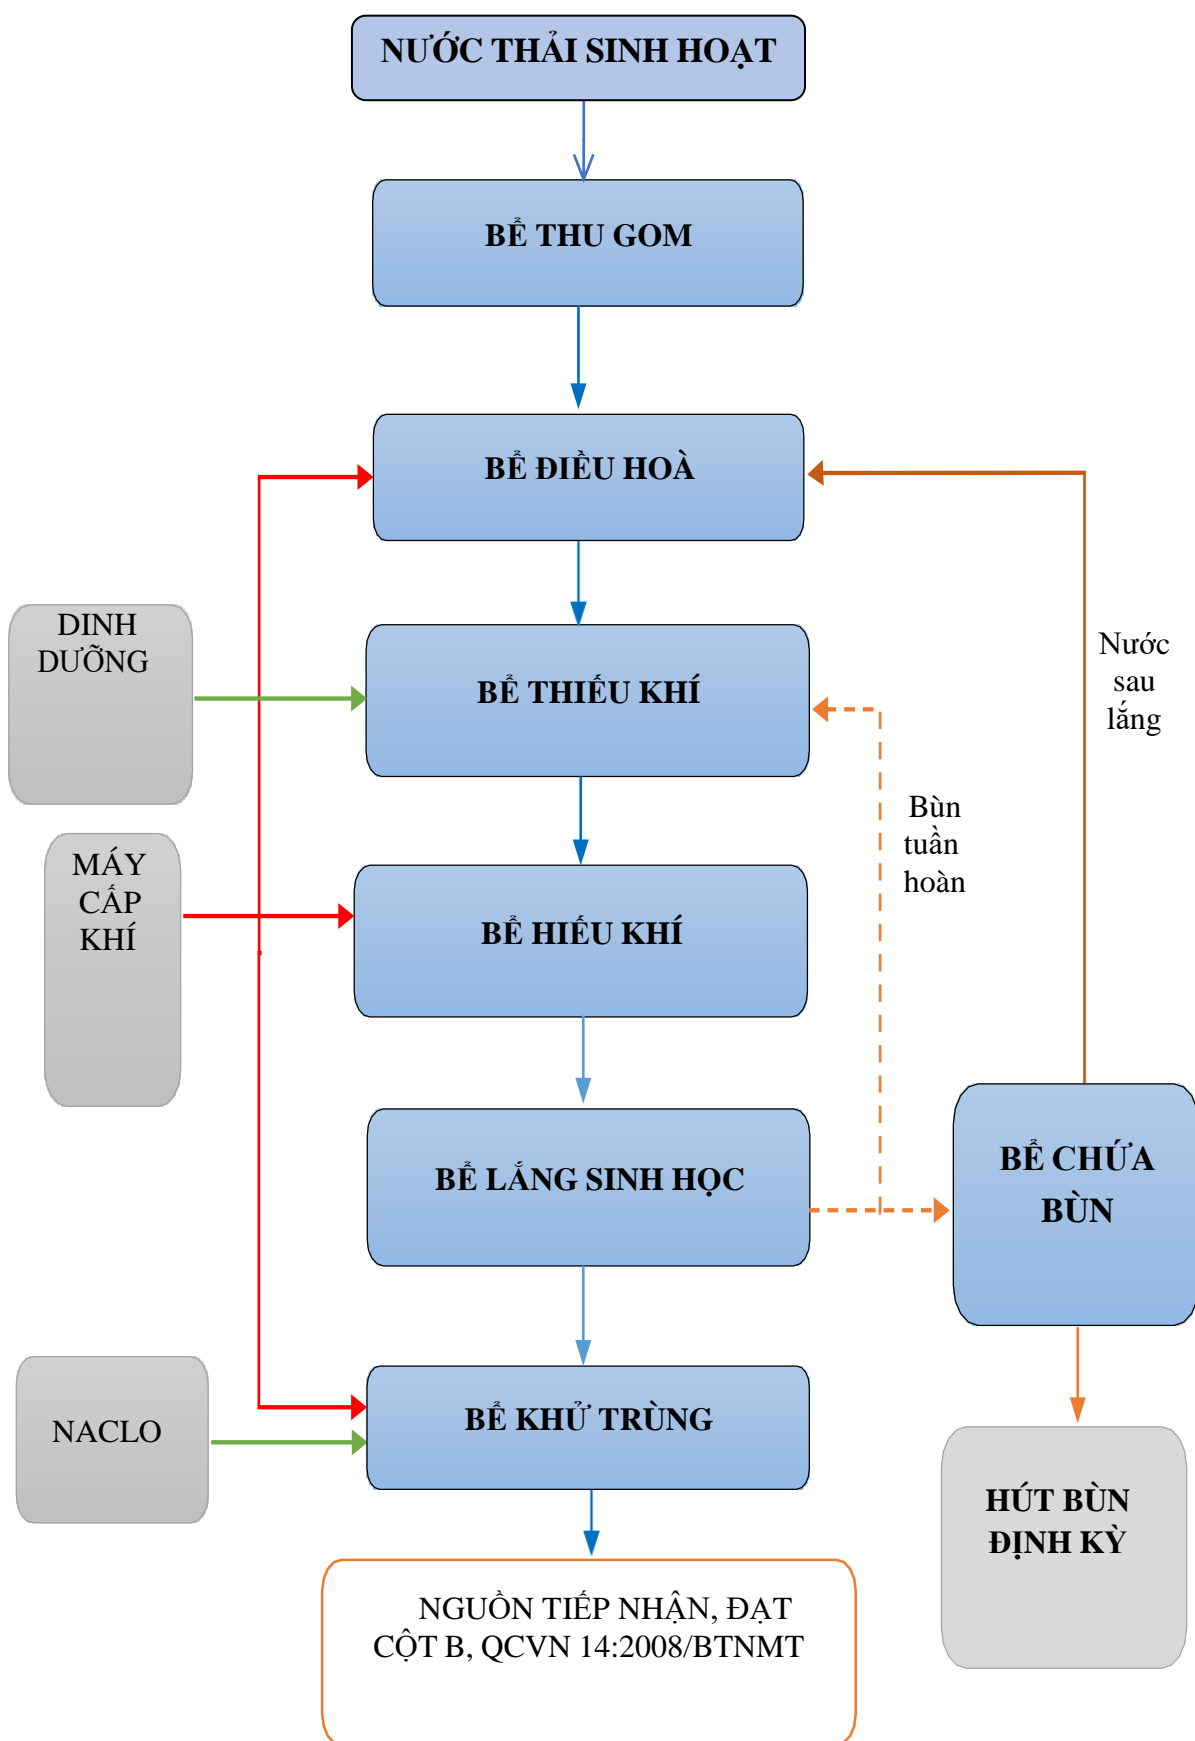 NƯỚC THẢI SINH HOẠT
BỂ THU GOM
BỂ ĐIỀU HOÀ
DINH
DƯỠNG
BỂ THIẾU KHÍ
Nước
sau
lắng
Bùn
tuần
hoàn
MÁY
CẤP
KHÍ
BỂ HIẾU KHÍ
BỂ LẮNG SINH HỌC
BỂ CHỨA
BÙN
BỂ KHỬ TRÙNG
NACLO
HÚT BÙN
ĐỊNH KỲ
NGUỒN TIẾP NHẬN, ĐẠT
CỘT B, QCVN 14:2008/BTNMT